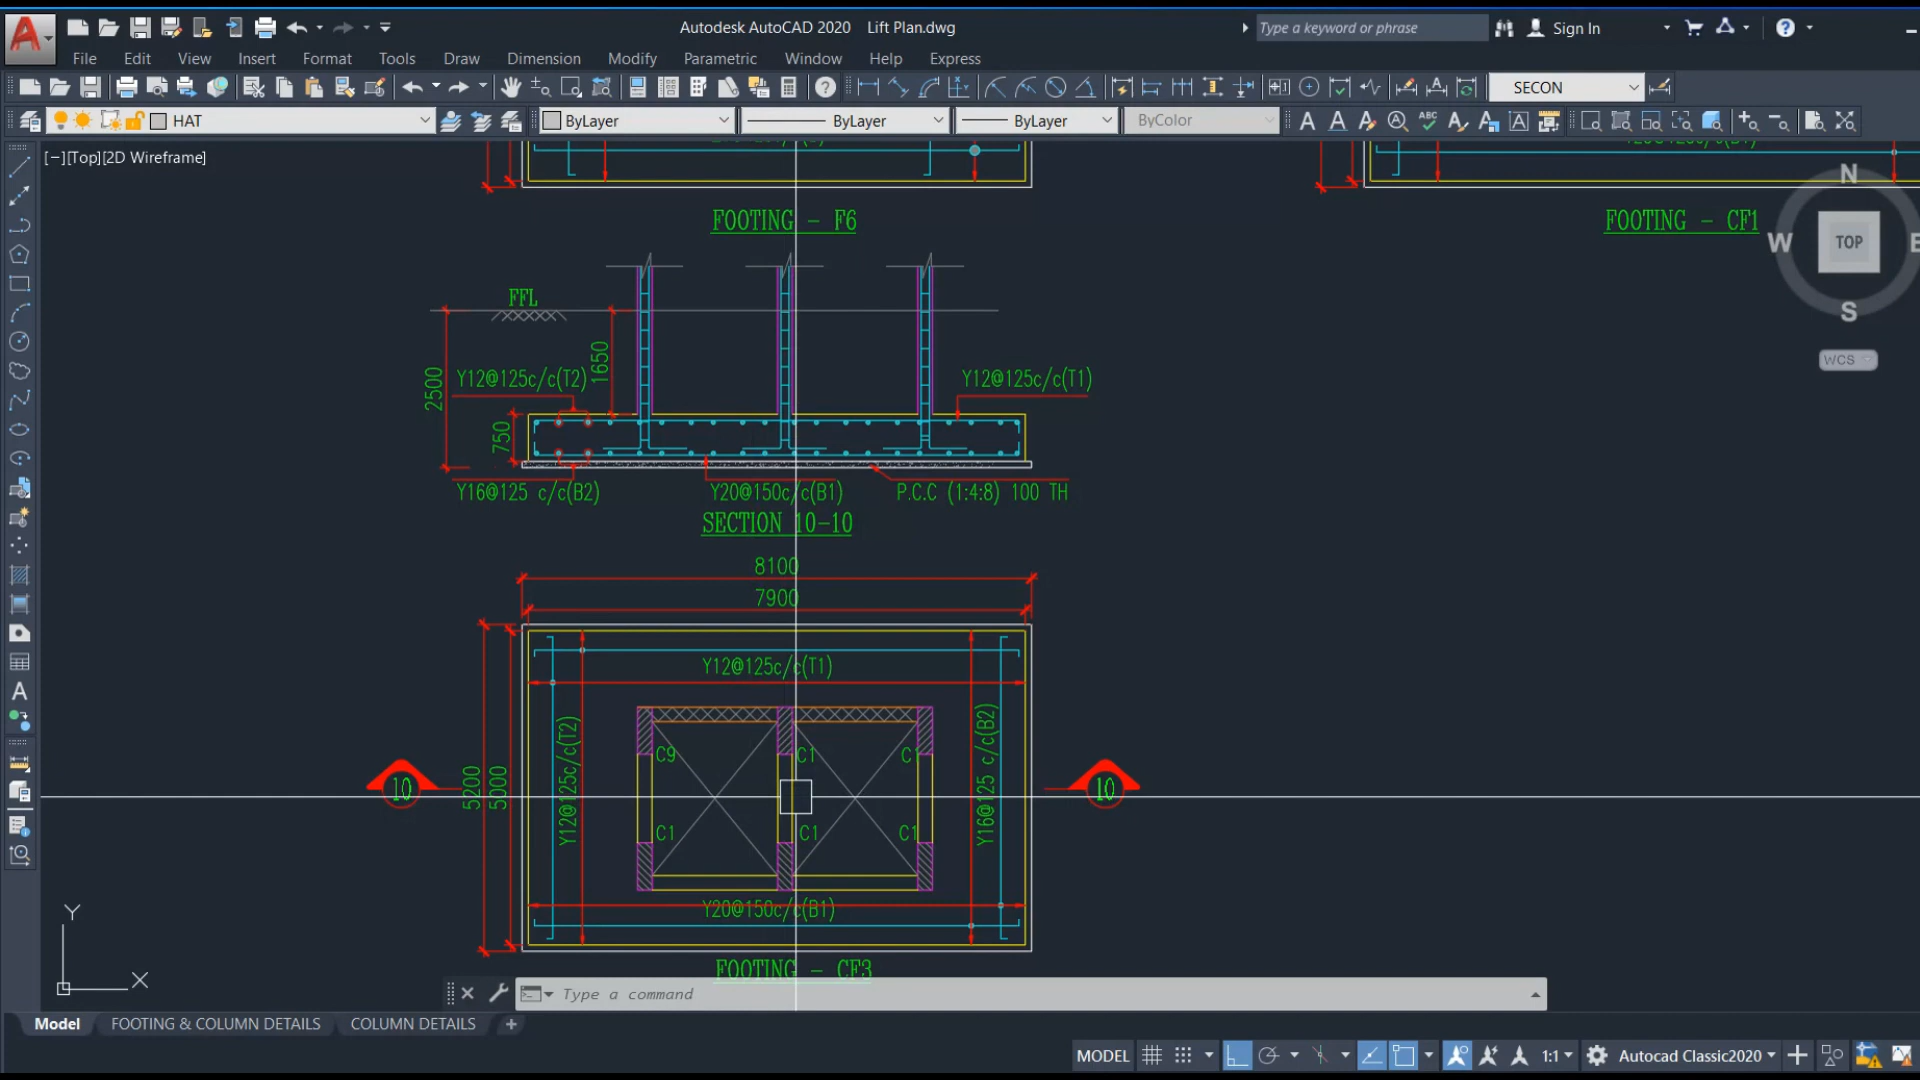 Autodesk AutoCAD 2020 Lift Plan.dwg
Type a keyword or phrase
Sign In
File Edit View Insert Format Tools Draw Dimension Modify Parametric Window Help Express
SECON
HAT
ByLayer
ByLayer
ByLayer
ByColor
[−][Top][2D Wireframe]
N
W
TOP
S
WCS
FOOTING - F6
FOOTING - CF1
FFL
2500
1650
750
Y12@125c/c(T2)
Y12@125c/c(T1)
Y16@125 c/c(B2)
Y20@150c/c(B1)
P.C.C (1:4:8) 100 TH
SECTION 10-10
8100
7900
Y12@125c/c(T1)
5200
5000
Y12@125c/c(T2)
Y16@125 c/c(B2)
C9 C1 C1
10
10
C1 C1 C1
Y20@150c/c(B1)
FOOTING - CF3
Y
X
Type a command
Model FOOTING & COLUMN DETAILS COLUMN DETAILS
MODEL
1:1
Autocad Classic2020